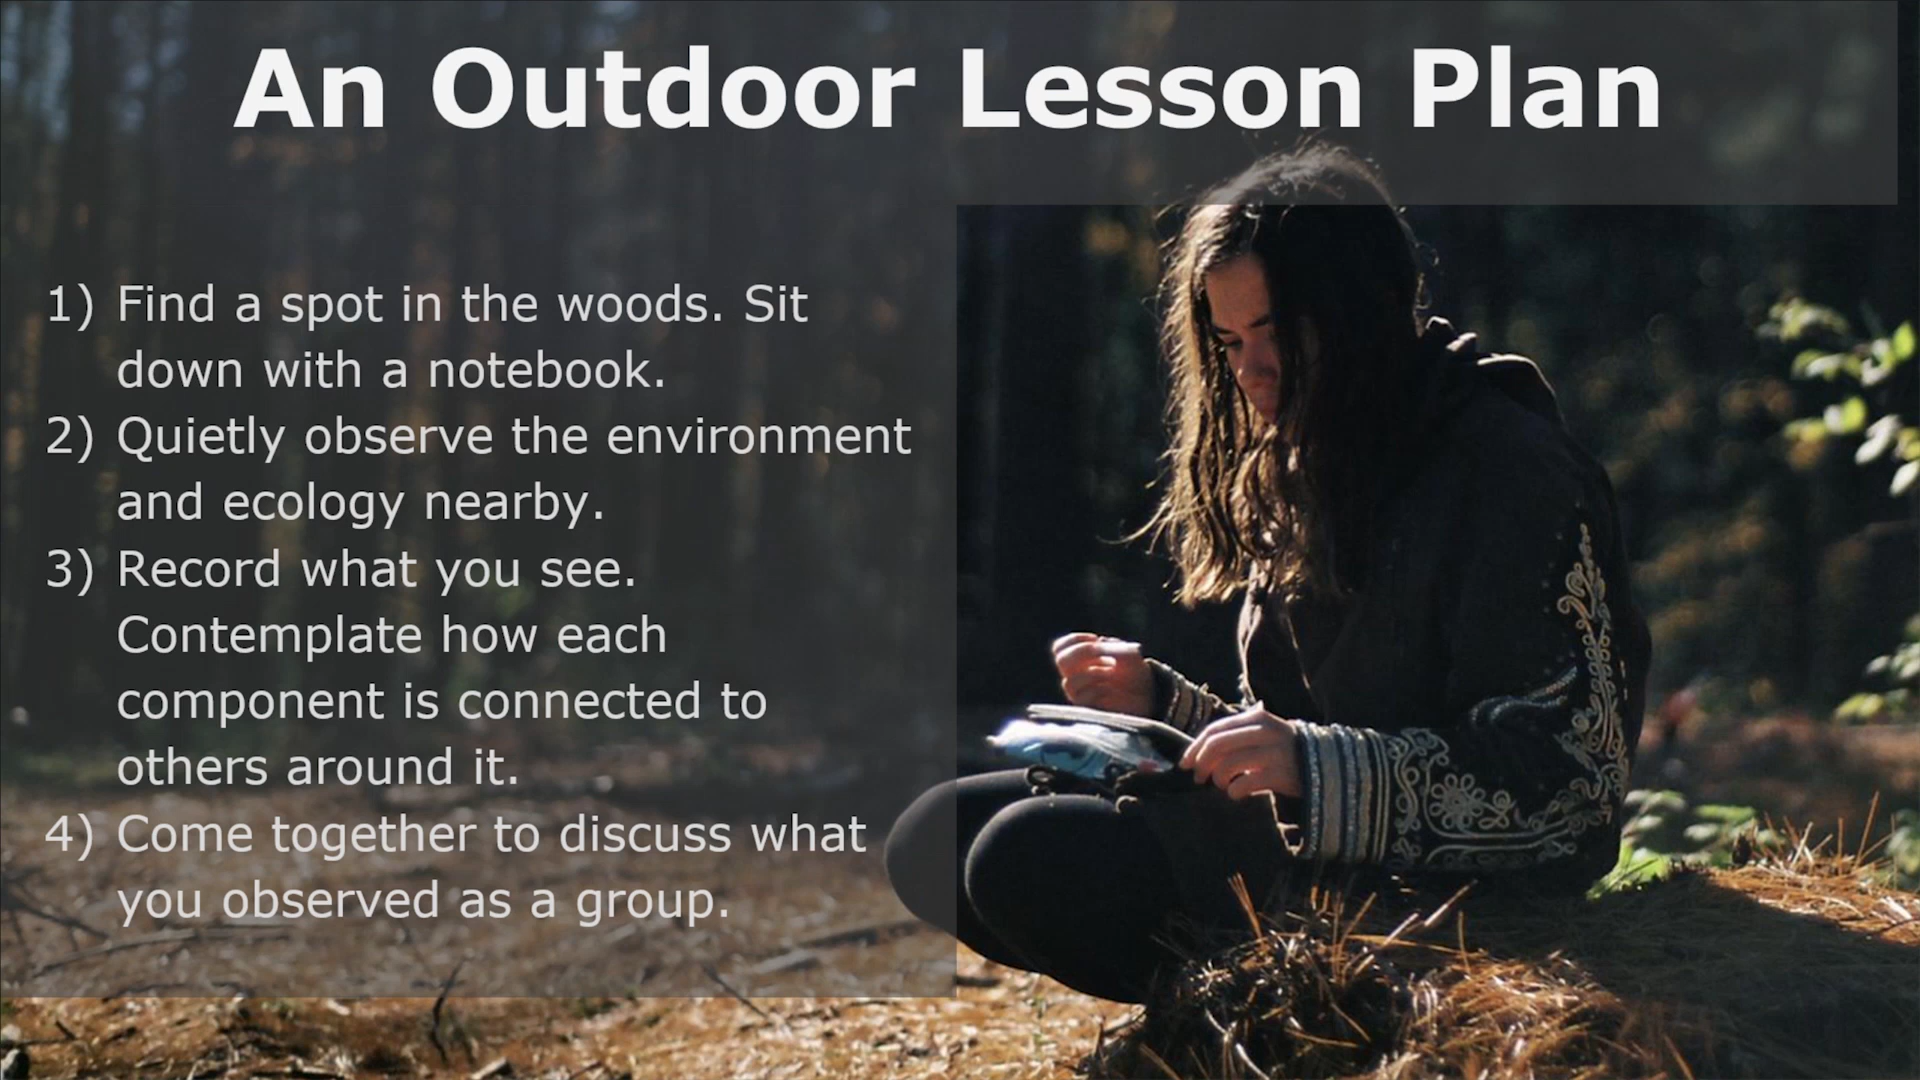 An Outdoor Lesson Plan
1) Find a spot in the woods. Sit
down with a notebook.
2) Quietly observe the environment
and ecology nearby.
3) Record what you see.
Contemplate how each
component is connected to
others around it.
4) Come together to discuss what
you observed as a group.